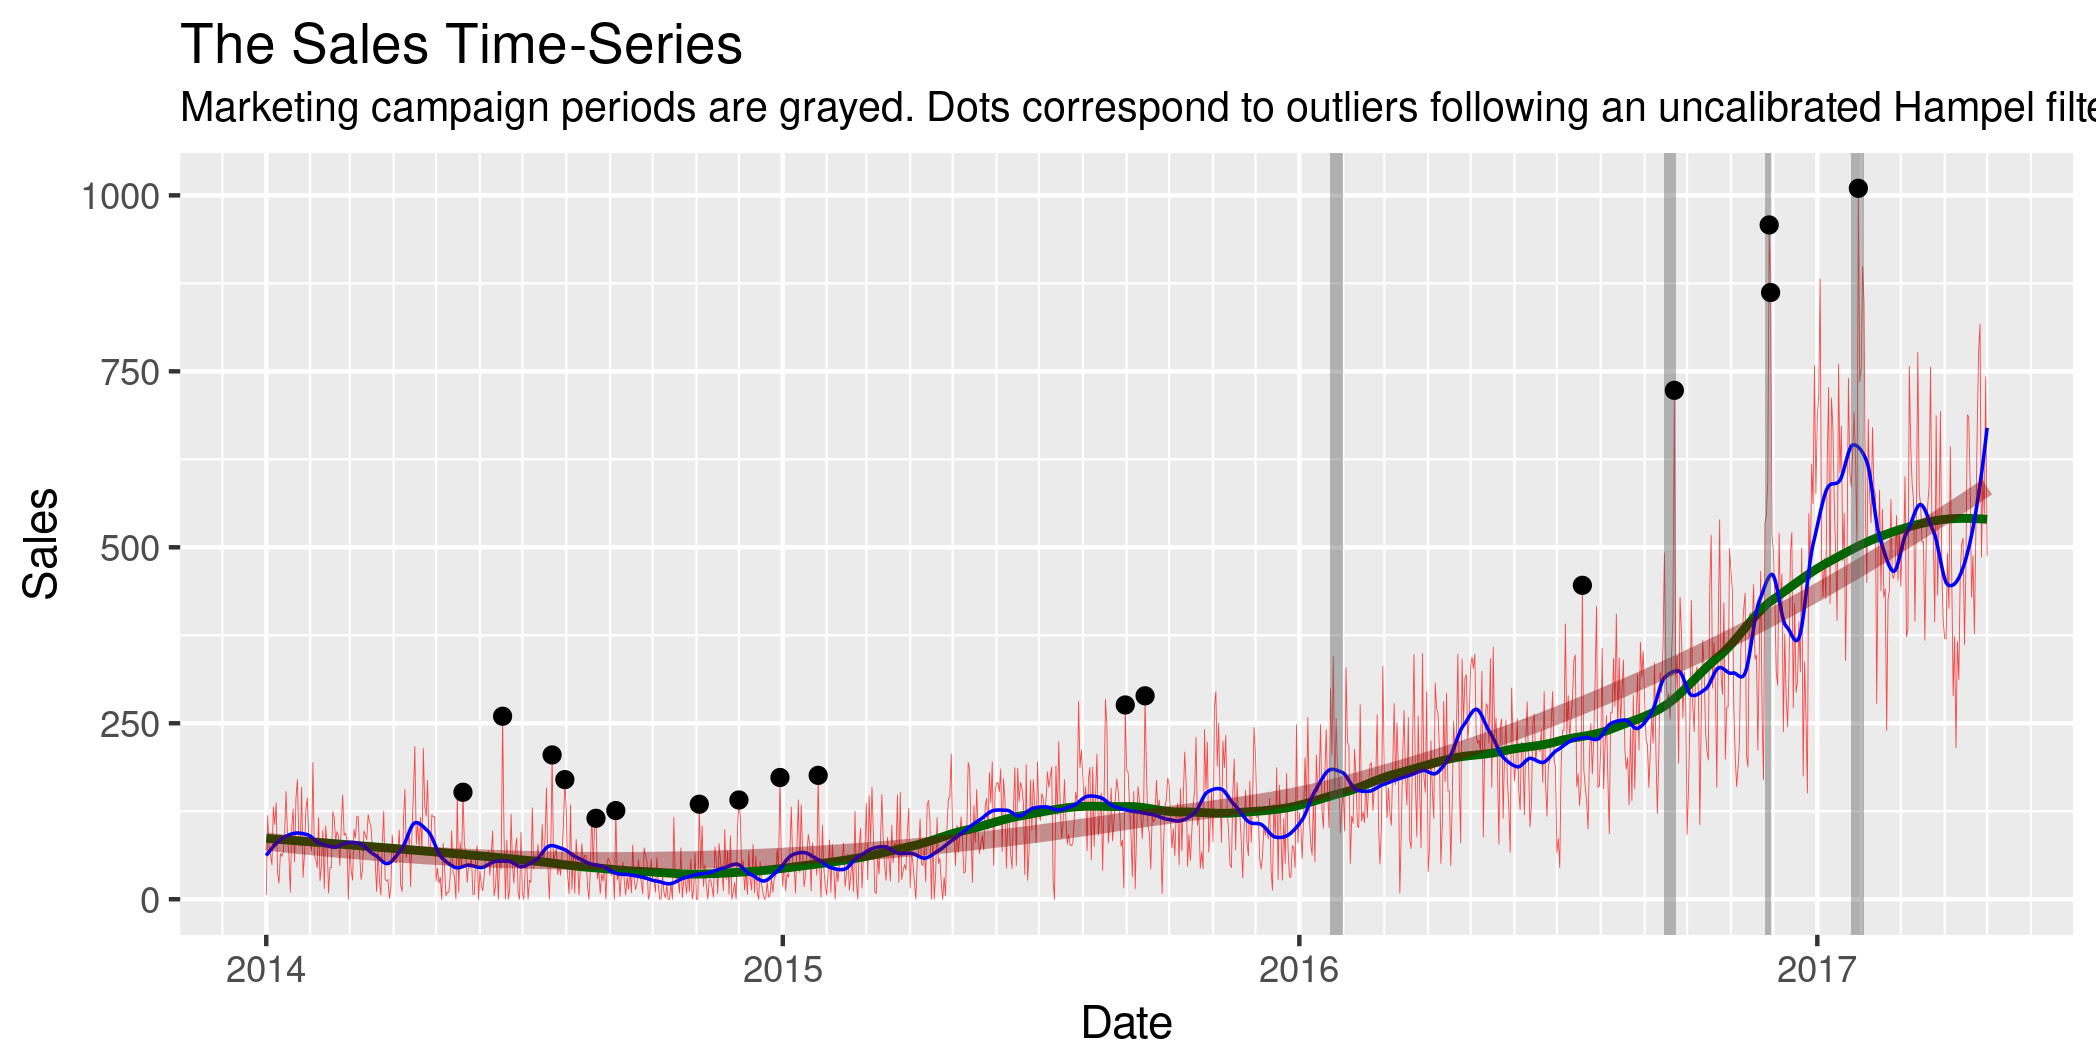 The Sales Time-Series
Marketing campaign periods are grayed. Dots correspond to outliers following an uncalibrated Hampel filte
1000
750
500
250
0
Sales
2014 2015 2016 2017
Date